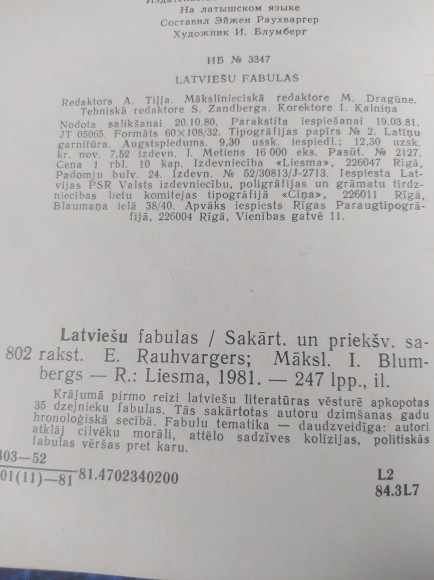 На латышском языке
Составил Эйжен Раухваргер
Художник И. Блумберг
ИБ № 3347
LATVIEŠU FABULAS
Redaktors A. Tiļļa. Mākslinieciskā redaktore M. Dragūne.
Tehniskā redaktore S. Zandberga. Korektore I. Kalniņa
Nodota salikšanai 20.10.80. Parakstīta iespiešanai 19.03.81.
JT 05065. Formāts 60×108/32. Tipogrāfijas papīrs № 2. Latiņu
garnitūra. Augstspiedums. 9,30 ussk. iespiedl.; 12,30 uzsk.
kr. nov. 7,52 izdevn. l. Metiens 16 000 eks. Pasūt. № 2127.
Cena 1 rbl. 10 kap. Izdevniecība «Liesma», 226047 Rīgā,
Padomju bulv. 24. Izdevn. № 52/30813/J-2713. Iespiesta Lat-
vijas PSR Valsts izdevniecību, poligrāfijas un grāmatu tirdz-
niecības lietu komitejas tipogrāfijā «Cīņa», 226011 Rīgā,
Blaumaņa ielā 38/40. Apvāks iespiests Rīgas Paraugtipogrā-
fijā, 226004 Rīgā, Vienības gatvē 11.
Latviešu fabulas / Sakārt. un priekšv. sa-
802 rakst. E. Rauhvargers; Māksl. I. Blum-
bergs — R.: Liesma, 1981. — 247 lpp., il.
Krājumā pirmo reizi latviešu literatūras vēsturē apkopotas
35 dzejnieku fabulas. Tās sakārtotas autoru dzimšanas gadu
hronoloģiskā secībā. Fabulu tematika — daudzveidīga: autori
atklāj cilvēku morāli, attēlo sadzīves kolīzijas, politiskās
fabulas vēršas pret karu.
403—52
01(11)—81 81.4702340200
L2
84.3L7